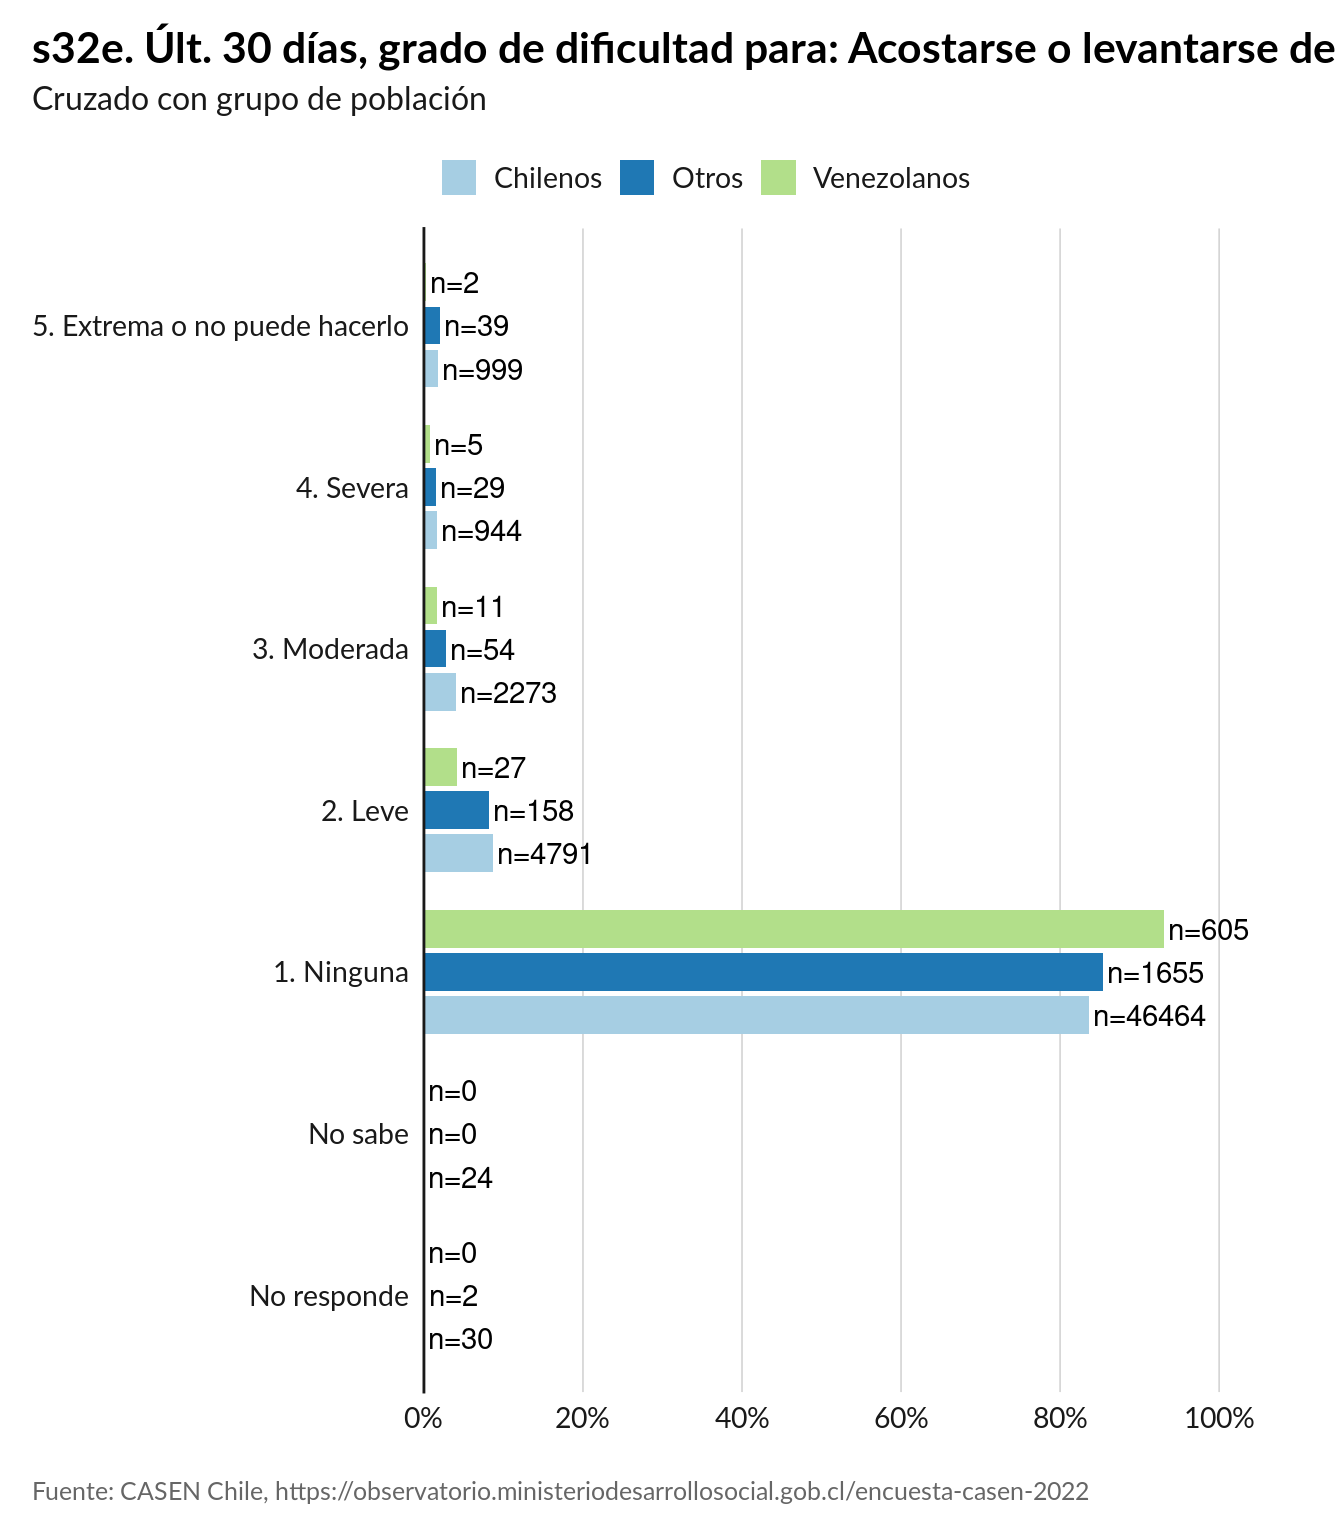 s32e. Últ. 30 días, grado de dificultad para: Acostarse o levantarse de
Cruzado con grupo de población
Chilenos Otros Venezolanos
n=2
5. Extrema o no puede hacerlo n=39
n=999
n=5
4. Severa n=29
n=944
n=11
3. Moderada n=54
n=2273
n=27
2. Leve n=158
n=4791
n=605
1. Ninguna n=1655
n=46464
n=0
No sabe n=0
n=24
n=0
No responde n=2
n=30
0% 20% 40% 60% 80% 100%
Fuente: CASEN Chile, https://observatorio.ministeriodesarrollosocial.gob.cl/encuesta-casen-2022